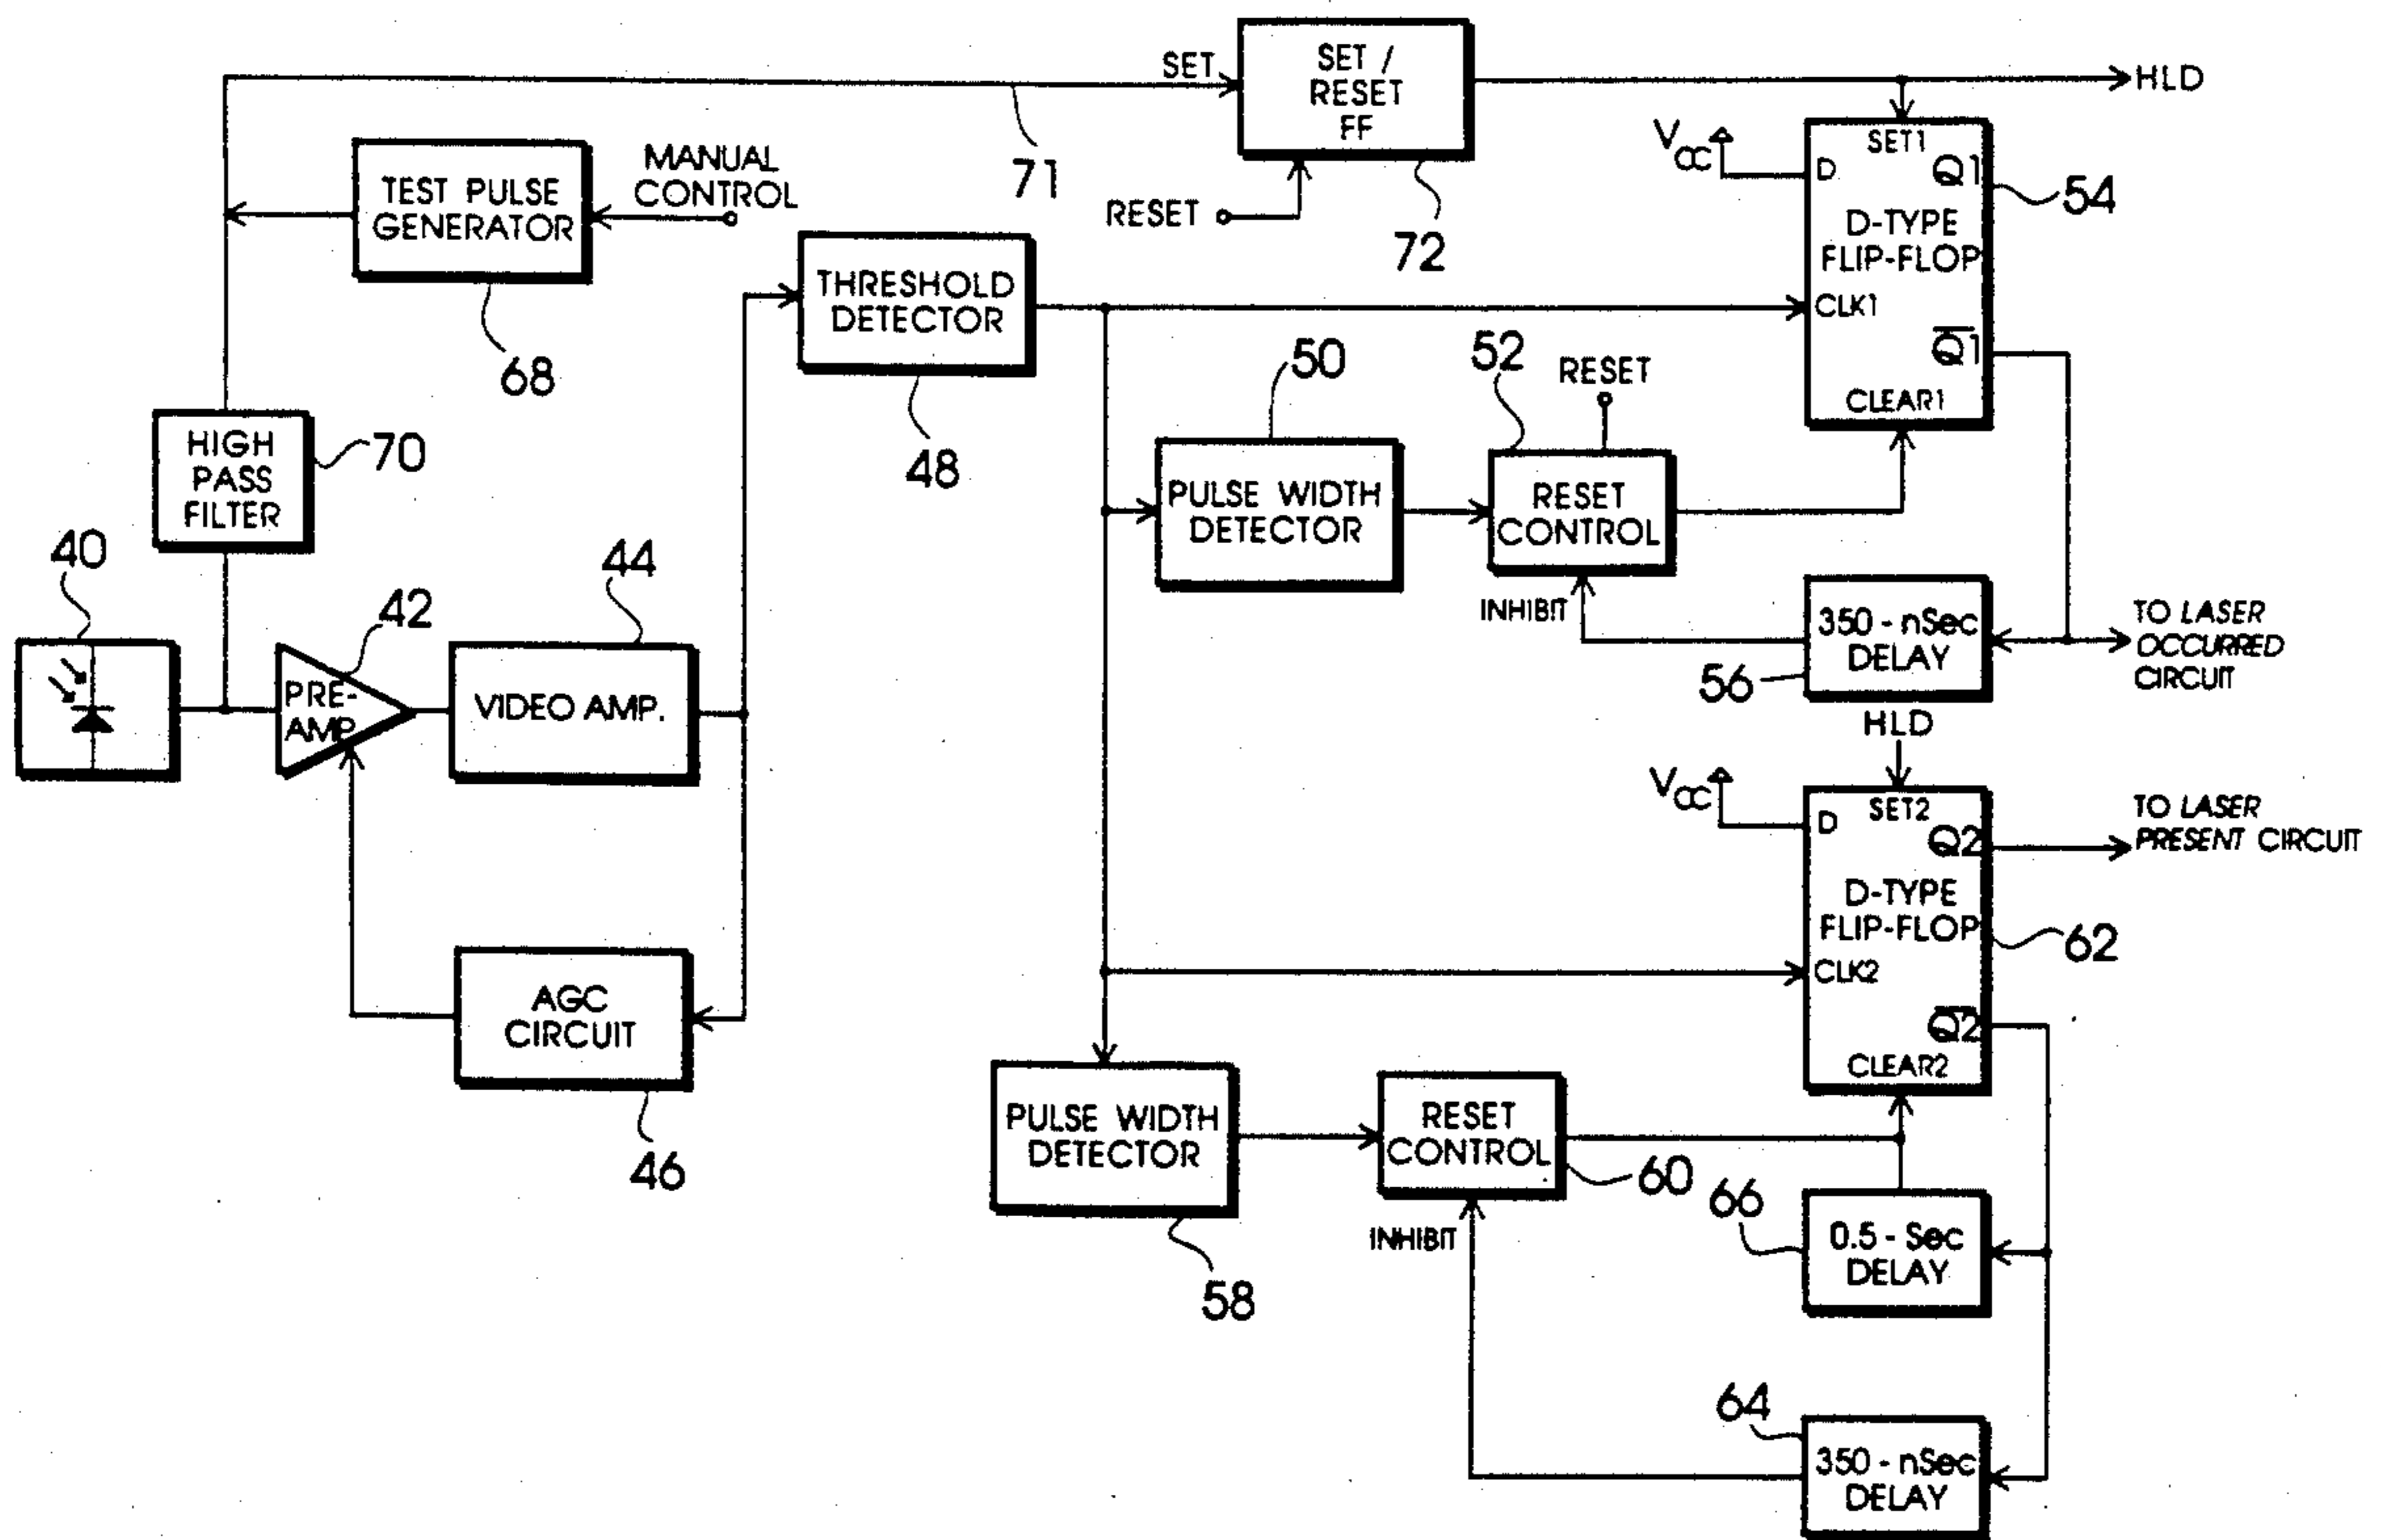 SET
SET /
RESET
FF
HLD
71
RESET
72
TEST PULSE
GENERATOR
MANUAL
CONTROL
68
VCC
D
SET1
Q1
D-TYPE
FLIP-FLOP
CLK1
Q̅1̅
CLEAR1
54
THRESHOLD
DETECTOR
48
HIGH
PASS
FILTER
70
50
PULSE WIDTH
DETECTOR
52
RESET
RESET
CONTROL
INHIBIT
350 - nSec
DELAY
56
TO LASER
OCCURRED
CIRCUIT
40
42
PRE-
AMP
44
VIDEO AMP.
AGC
CIRCUIT
46
HLD
VCC
D
SET2
Q2
D-TYPE
FLIP-FLOP
CLK2
Q̅2̅
CLEAR2
62
TO LASER
PRESENT CIRCUIT
PULSE WIDTH
DETECTOR
58
RESET
CONTROL
60
INHIBIT
66
0.5 - Sec
DELAY
64
350 - nSec
DELAY